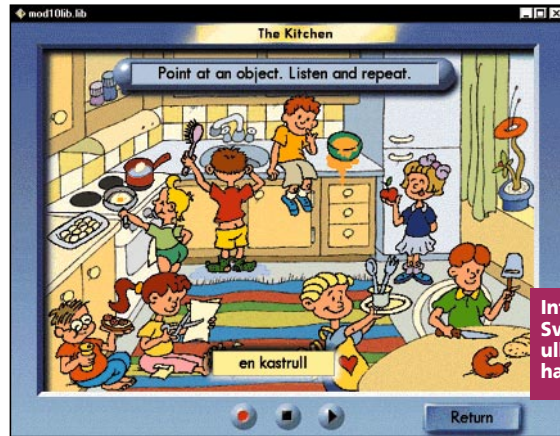 mod10lib.lib
The Kitchen
Point at an object. Listen and repeat.
en kastrull
Return